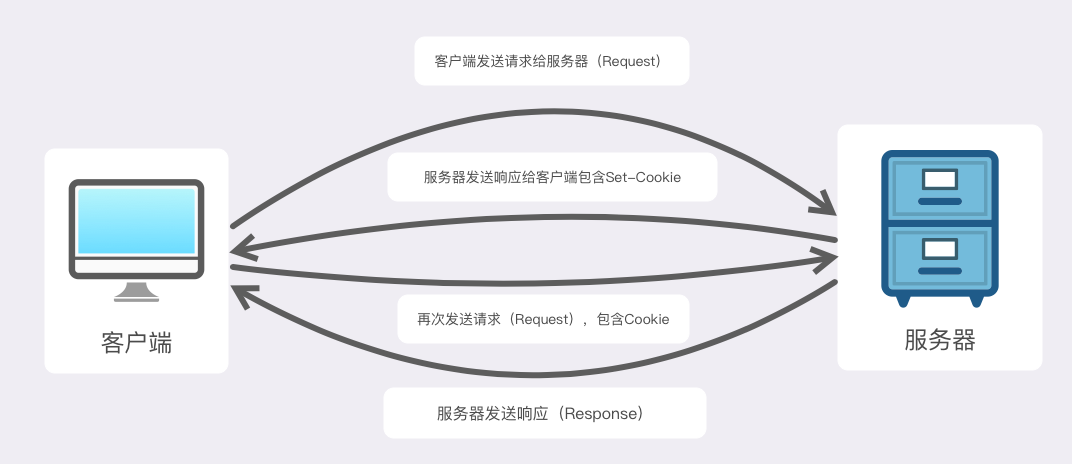 客户端发送请求给服务器（Request）
服务器发送响应给客户端包含Set-Cookie
客户端
服务器
再次发送请求（Request），包含Cookie
服务器发送响应（Response）